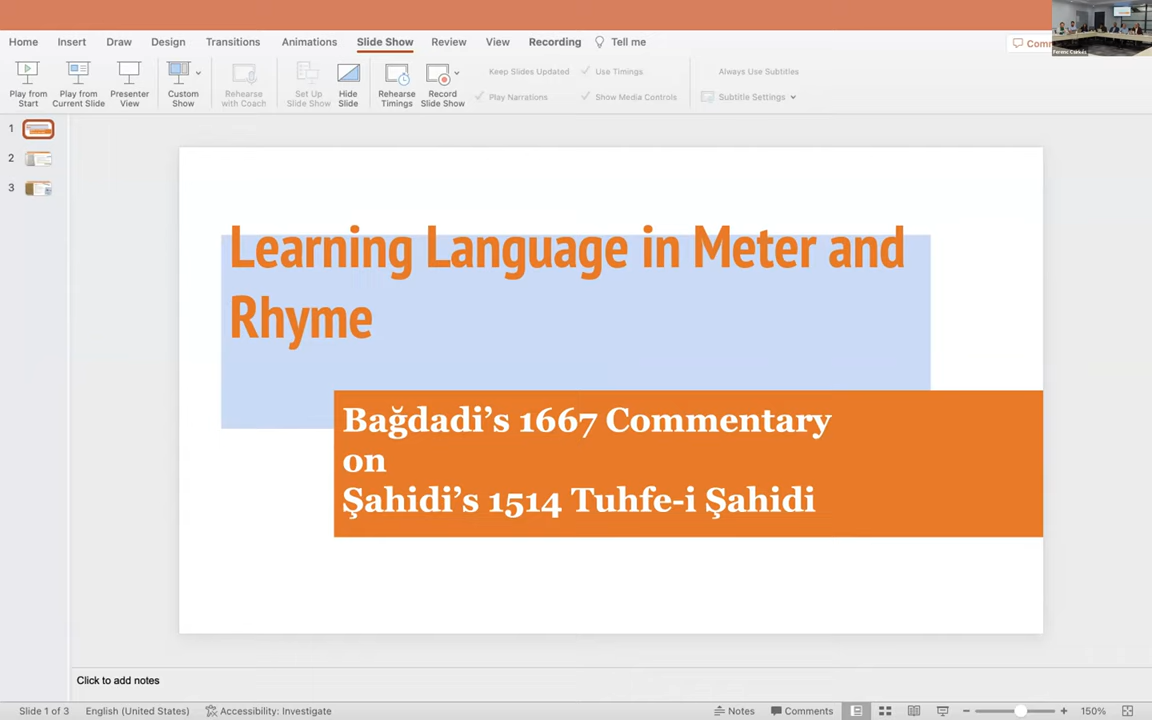 Home Insert Draw Design Transitions Animations Slide Show Review View Recording Tell me
Play from Start
Play from Current Slide
Presenter View
Custom Show
Rehearse with Coach
Set Up Slide Show
Hide Slide
Rehearse Timings
Record Slide Show
Keep Slides Updated
Use Timings
Play Narrations
Show Media Controls
Always Use Subtitles
Subtitle Settings
1
2
3
Learning Language in Meter and
Rhyme
Bağdadi’s 1667 Commentary
on
Şahidi’s 1514 Tuhfe-i Şahidi
Click to add notes
Slide 1 of 3 English (United States) Accessibility: Investigate Notes Comments 150%